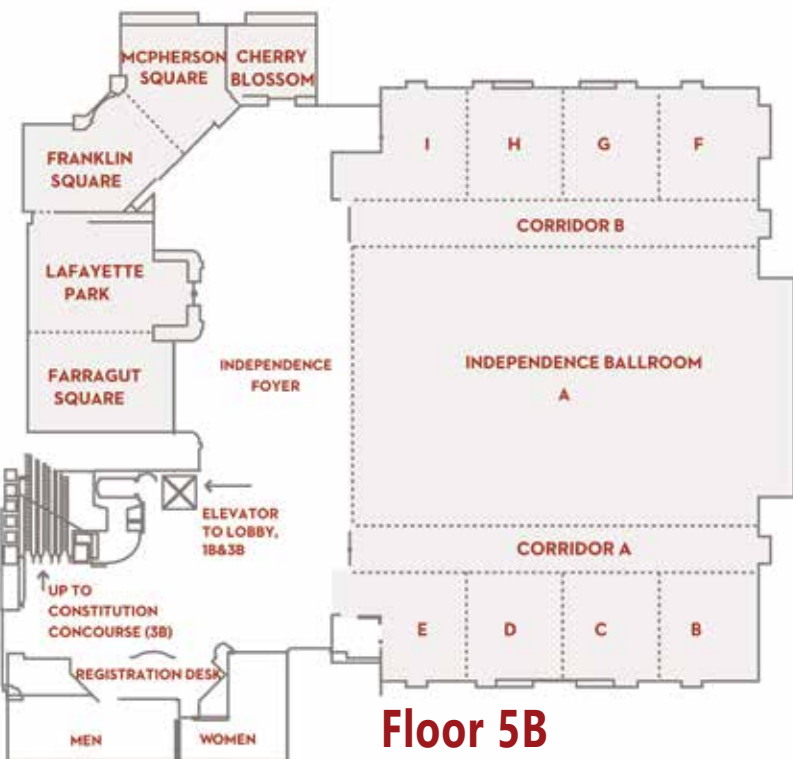 MCPHERSON
SQUARE
CHERRY
BLOSSOM
FRANKLIN
SQUARE
I
H
G
F
CORRIDOR B
LAFAYETTE
PARK
INDEPENDENCE
FOYER
INDEPENDENCE BALLROOM
A
FARRAGUT
SQUARE
ELEVATOR
TO LOBBY,
1B&3B
CORRIDOR A
UP TO
CONSTITUTION
CONCOURSE (3B)
E
D
C
B
REGISTRATION DESK
MEN
WOMEN
Floor 5B